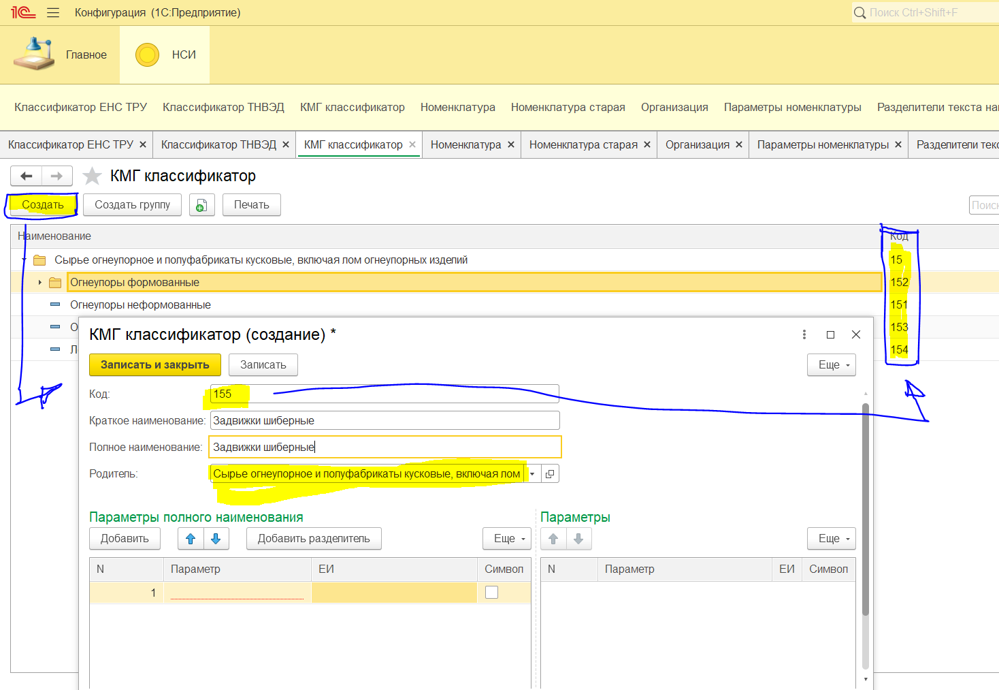 1С Конфигурация (1С:Предприятие) Поиск Ctrl+Shift+F
Главное НСИ
Классификатор ЕНС ТРУ Классификатор ТНВЭД КМГ классификатор Номенклатура Номенклатура старая Организация Параметры номенклатуры Разделители текста на
Классификатор ЕНС ТРУ Классификатор ТНВЭД КМГ классификатор Номенклатура Номенклатура старая Организация Параметры номенклатуры Разделители текс
КМГ классификатор
Создать Создать группу Печать Поиск
Наименование Код
Сырье огнеупорное и полуфабрикаты кусковые, включая лом огнеупорных изделий 15
Огнеупоры формованные 152
Огнеупоры неформованные 151
О 153
Л 154
КМГ классификатор (создание) *
Записать и закрыть Записать Еще
Код: 155
Краткое наименование: Задвижки шиберные
Полное наименование: Задвижки шиберные
Родитель: Сырье огнеупорное и полуфабрикаты кусковые, включая лом
Параметры полного наименования Параметры
Добавить Добавить разделитель Еще Еще
N Параметр ЕИ Символ N Параметр ЕИ Символ
1